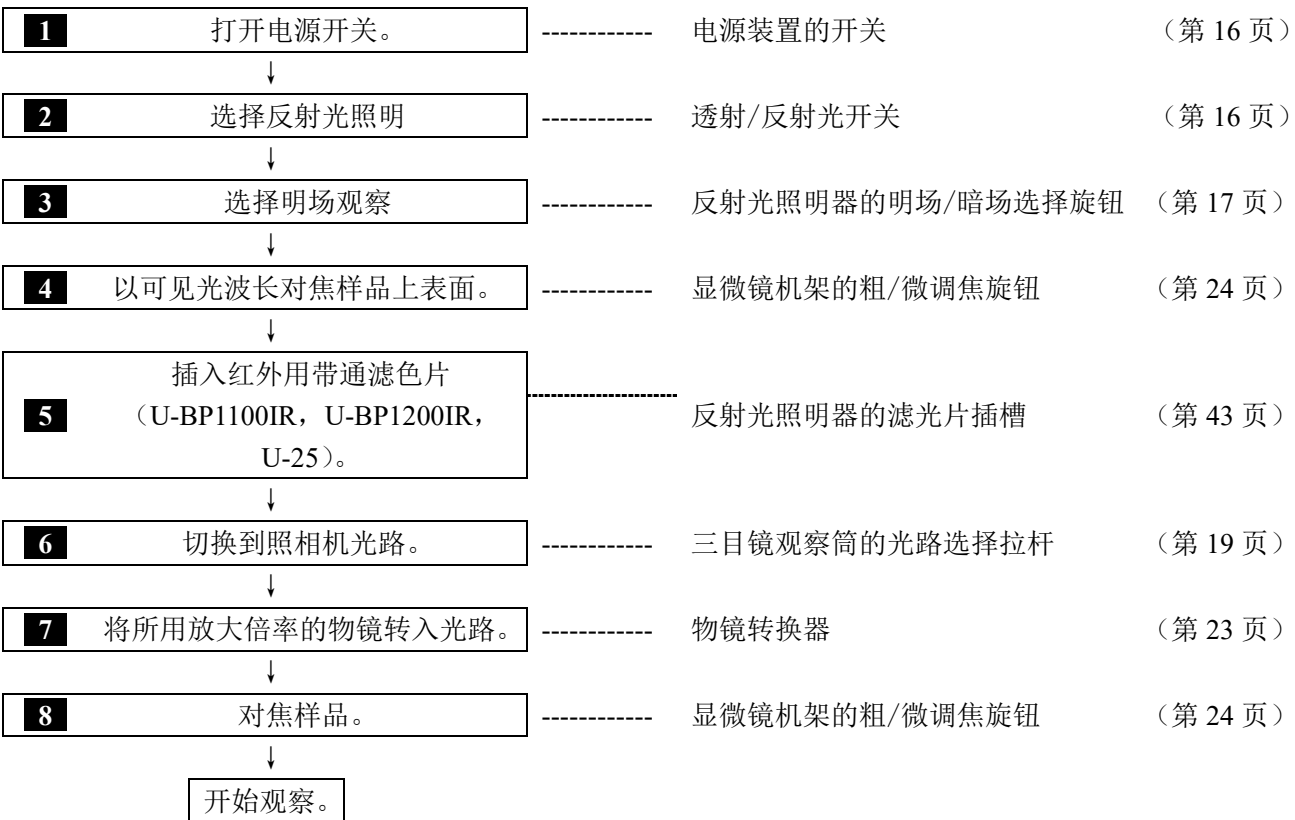 1 打开电源开关。 ------------ 电源装置的开关 （第 16 页）
↓
2 选择反射光照明 ------------ 透射/反射光开关 （第 16 页）
↓
3 选择明场观察 ------------ 反射光照明器的明场/暗场选择旋钮 （第 17 页）
↓
4 以可见光波长对焦样品上表面。 ------------ 显微镜机架的粗/微调焦旋钮 （第 24 页）
↓
插入红外用带通滤色片
5 （U-BP1100IR，U-BP1200IR， ------------ 反射光照明器的滤光片插槽 （第 43 页）
U-25）。
↓
6 切换到照相机光路。 ------------ 三目镜观察筒的光路选择拉杆 （第 19 页）
↓
7 将所用放大倍率的物镜转入光路。 ------------ 物镜转换器 （第 23 页）
↓
8 对焦样品。 ------------ 显微镜机架的粗/微调焦旋钮 （第 24 页）
↓
开始观察。